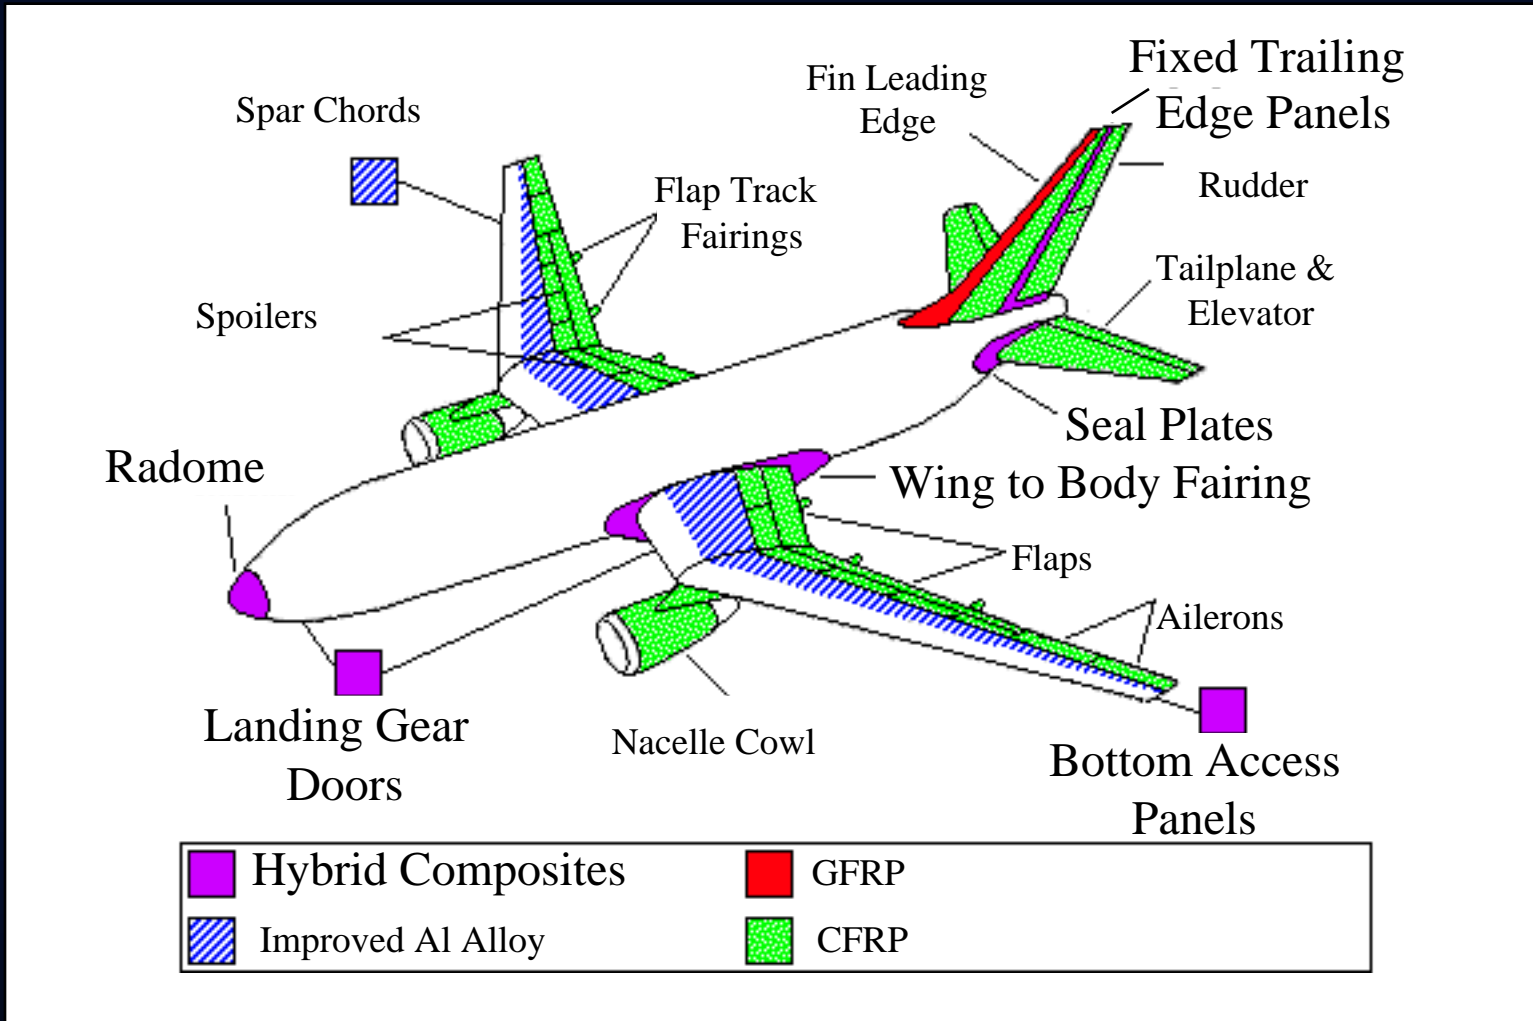 Fixed Trailing
Edge Panels
Fin Leading
Edge
Spar Chords
Flap Track
Fairings
Rudder
Tailplane &
Elevator
Spoilers
Seal Plates
Radome
Wing to Body Fairing
Flaps
Ailerons
Landing Gear
Doors
Nacelle Cowl
Bottom Access
Panels
Hybrid Composites
GFRP
Improved Al Alloy
CFRP